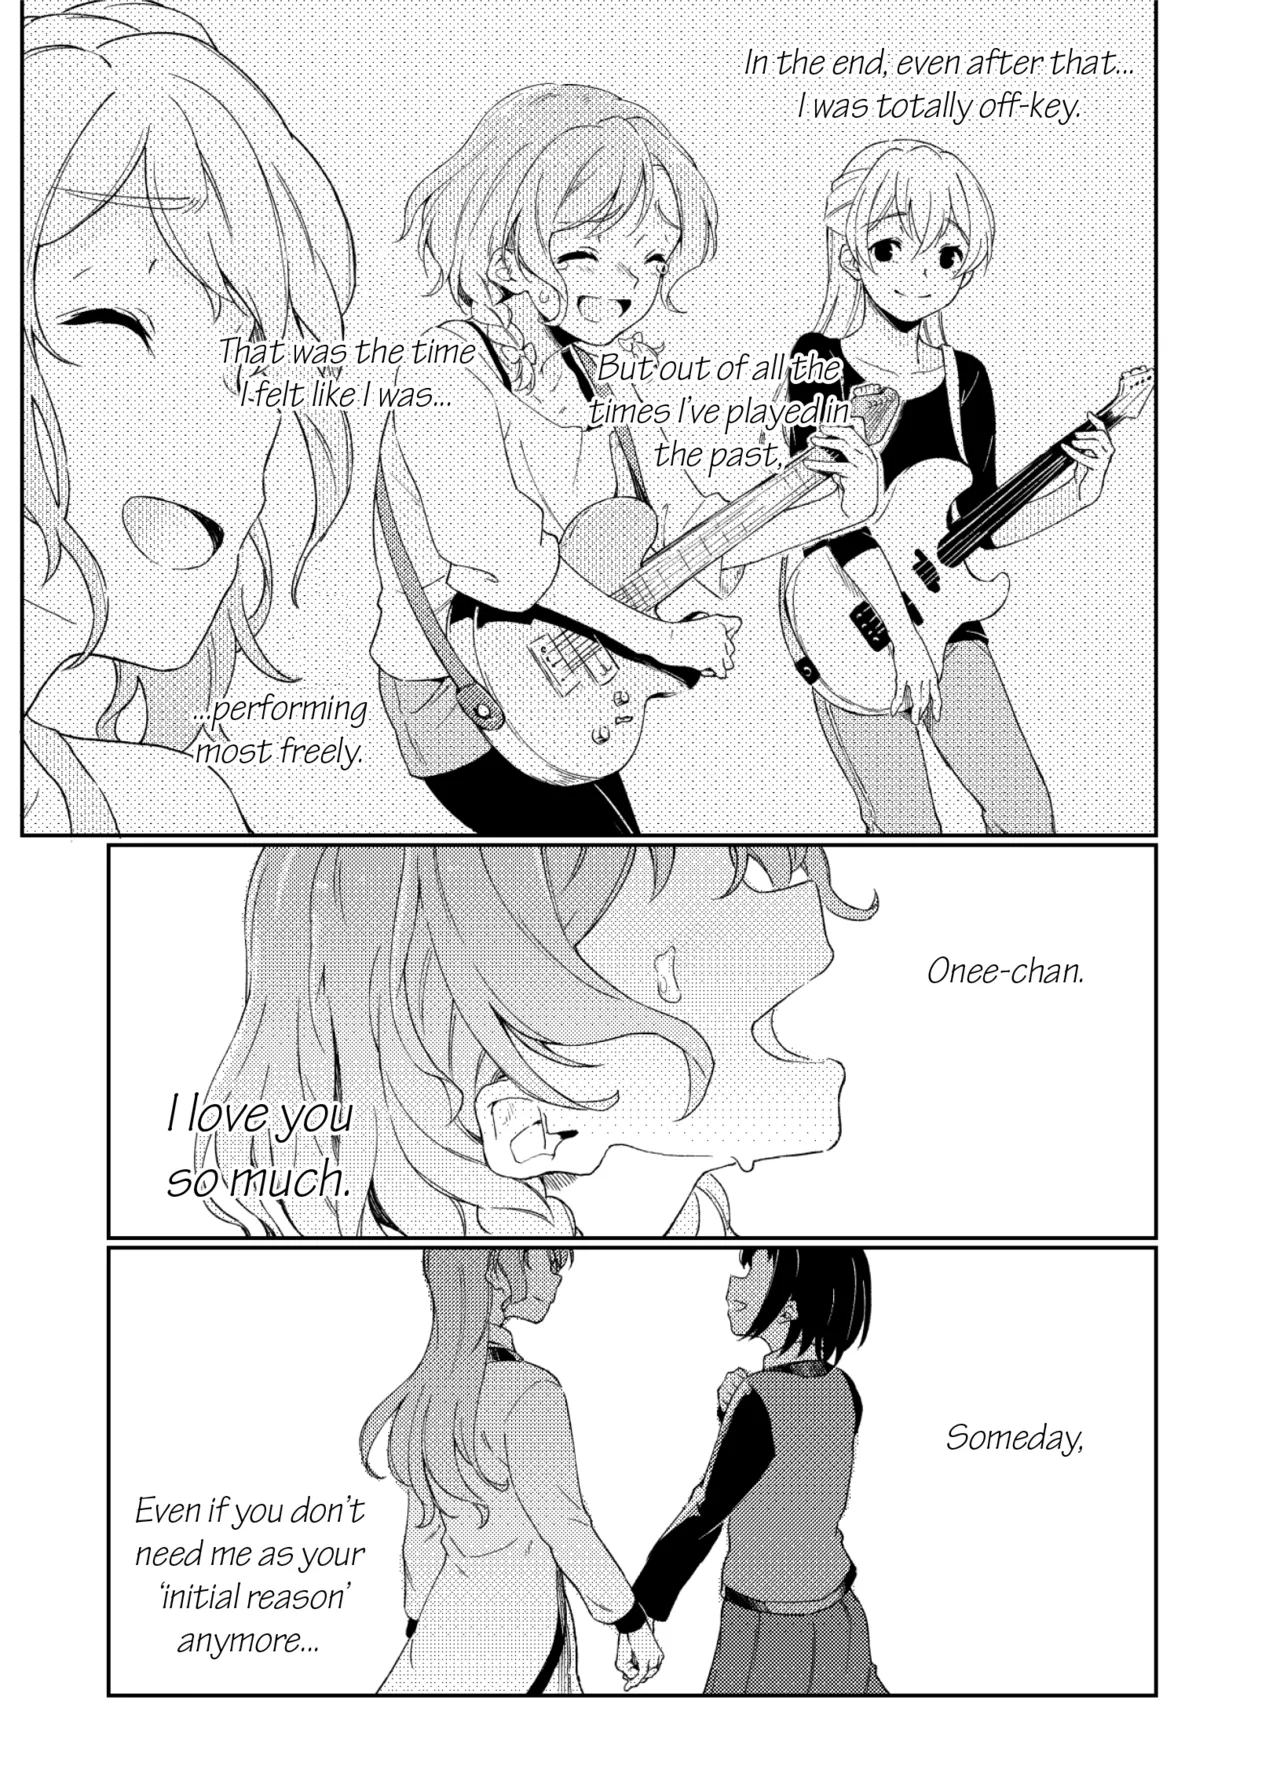 In the end, even after that...
I was totally off-key.
But out of all the
times I've played in
the past,
That was the time
I felt like I was...
...performing
most freely.
Onee-chan.
I love you
so much.
Someday,
Even if you don't
need me as your
'initial reason'
anymore...